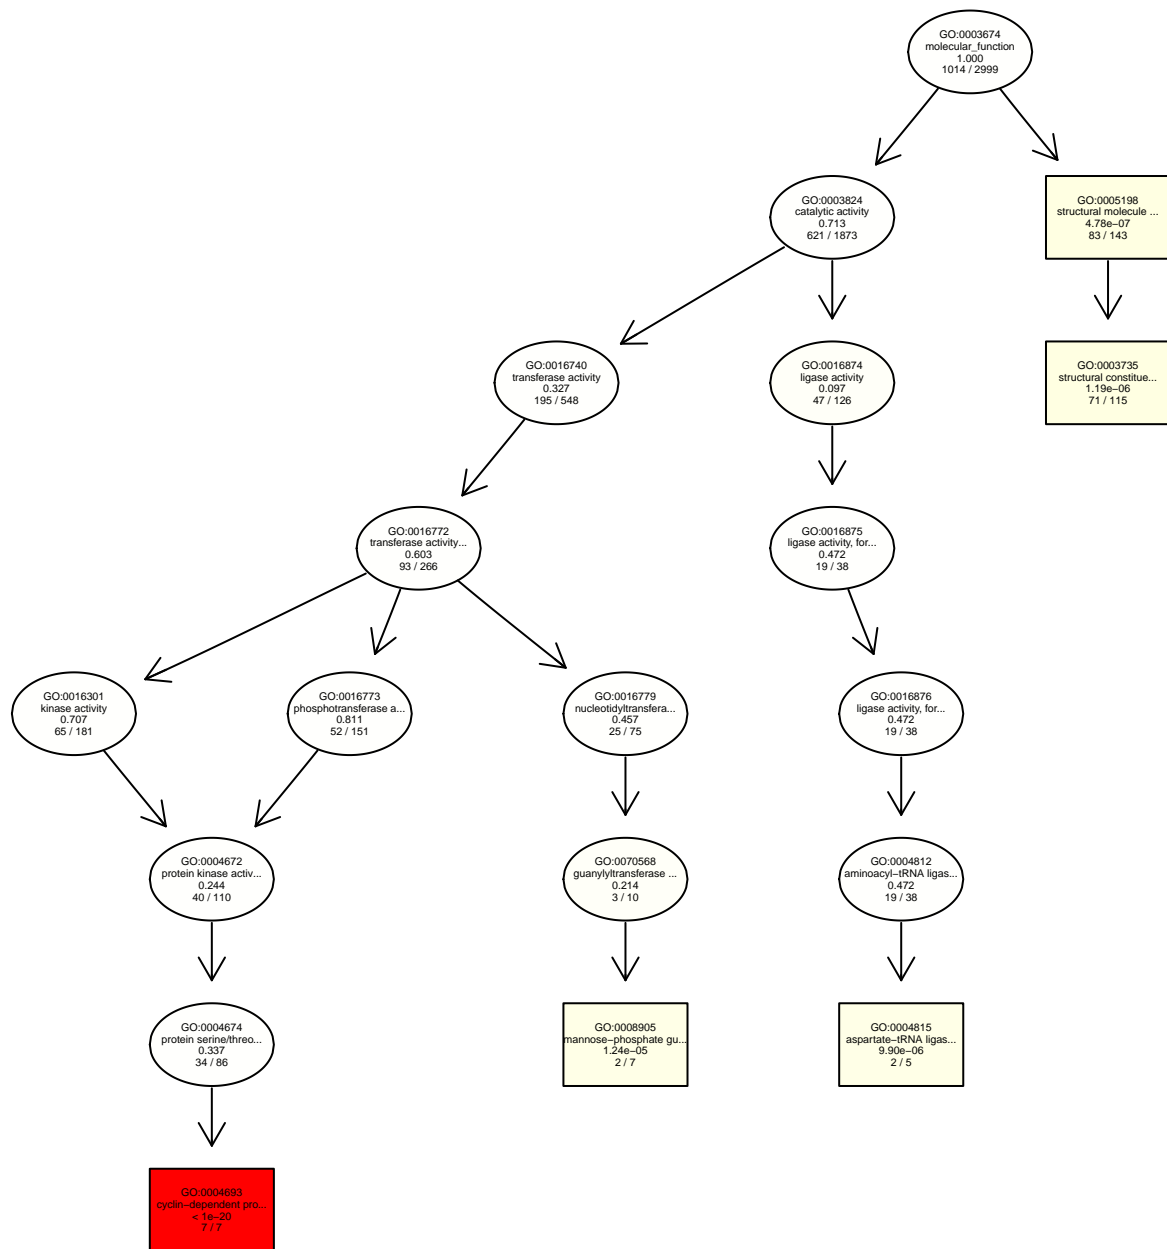 GO:0003674
molecular_function
1.000
1014 / 2999
GO:0003824
catalytic activity
0.713
621 / 1873
GO:0005198
structural molecule ...
4.78e−07
83 / 143
GO:0016740
transferase activity
0.327
195 / 548
GO:0016874
ligase activity
0.097
47 / 126
GO:0003735
structural constitue...
1.19e−06
71 / 115
GO:0016772
transferase activity...
0.603
93 / 266
GO:0016875
ligase activity, for...
0.472
19 / 38
GO:0016301
kinase activity
0.707
65 / 181
GO:0016773
phosphotransferase a...
0.811
52 / 151
GO:0016779
nucleotidyltransfera...
0.457
25 / 75
GO:0016876
ligase activity, for...
0.472
19 / 38
GO:0004672
protein kinase activ...
0.244
40 / 110
GO:0070568
guanylyltransferase ...
0.214
3 / 10
GO:0004812
aminoacyl−tRNA ligas...
0.472
19 / 38
GO:0004674
protein serine/threo...
0.337
34 / 86
GO:0008905
mannose−phosphate gu...
1.24e−05
2 / 7
GO:0004815
aspartate−tRNA ligas...
9.90e−06
2 / 5
GO:0004693
cyclin−dependent pro...
< 1e−20
7 / 7